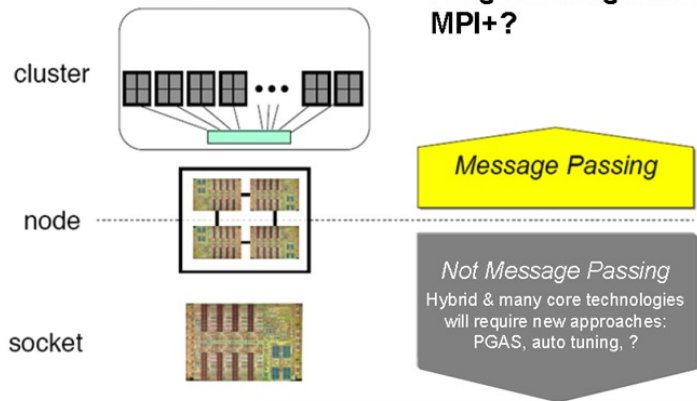 MPI+?
cluster
Message Passing
node
Not Message Passing
Hybrid & many core technologies
will require new approaches:
PGAS, auto tuning, ?
socket